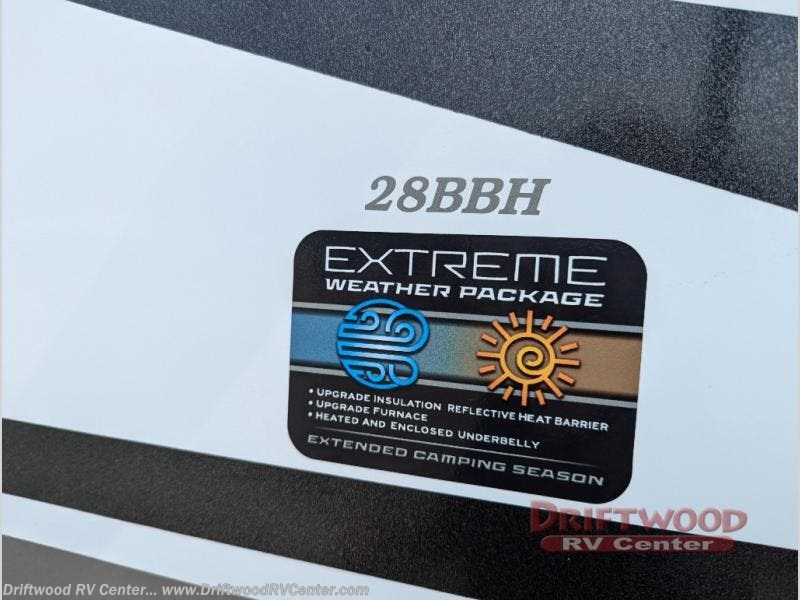 28BBH
EXTREME
WEATHER PACKAGE
• UPGRADE INSULATION REFLECTIVE HEAT BARRIER
• UPGRADE FURNACE
• HEATED AND ENCLOSED UNDERBELLY
EXTENDED CAMPING SEASON
DRIFTWOOD
RV Center
Driftwood RV Center... www.DriftwoodRVCenter.com